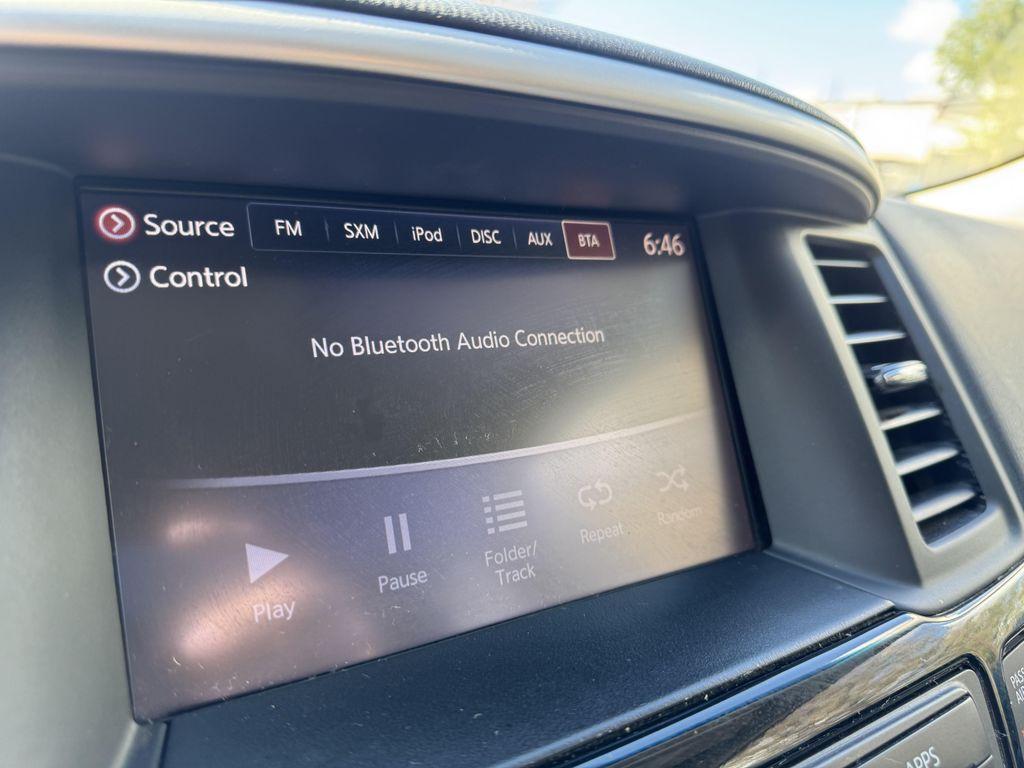 Source
FM SXM iPod DISC AUX BTA 6:46
Control
No Bluetooth Audio Connection
Play
Pause
Folder/
Track
Repeat
Random
APPS